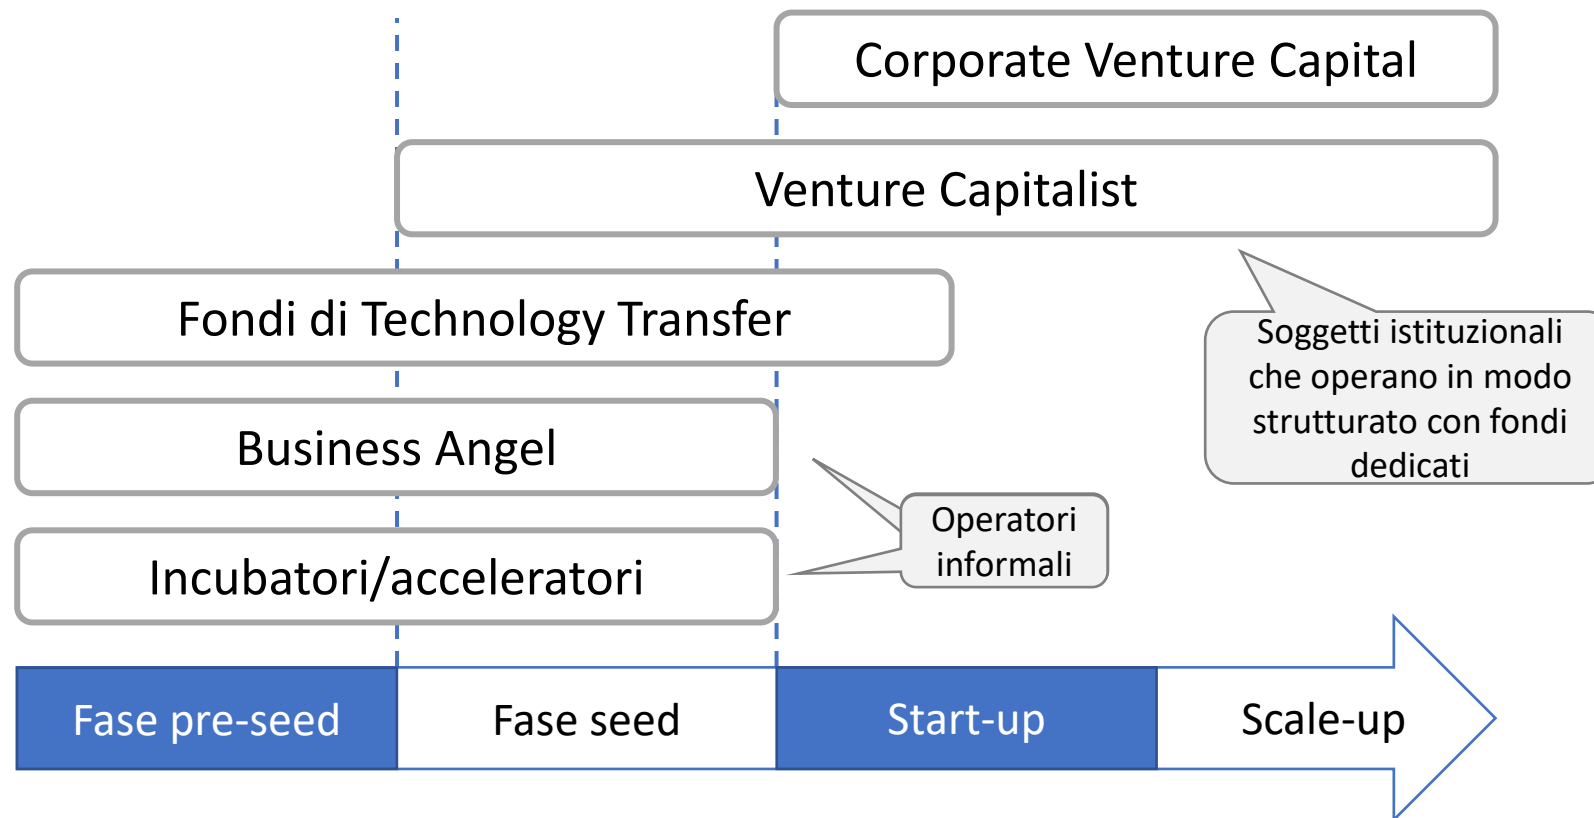 Corporate Venture Capital
Venture Capitalist
Fondi di Technology Transfer
Soggetti istituzionali
che operano in modo
strutturato con fondi
dedicati
Business Angel
Operatori
informali
Incubatori/acceleratori
Fase pre-seed
Fase seed
Start-up
Scale-up